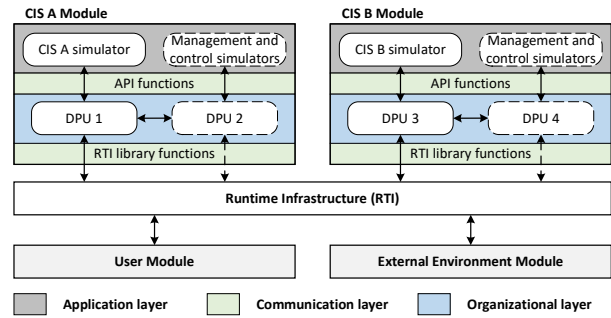 CIS A Module
CIS B Module
CIS A simulator
Management and
control simulators
CIS B simulator
Management and
control simulators
API functions
API functions
DPU 1
DPU 2
DPU 3
DPU 4
RTI library functions
RTI library functions
Runtime Infrastructure (RTI)
User Module
External Environment Module
Application layer
Communication layer
Organizational layer